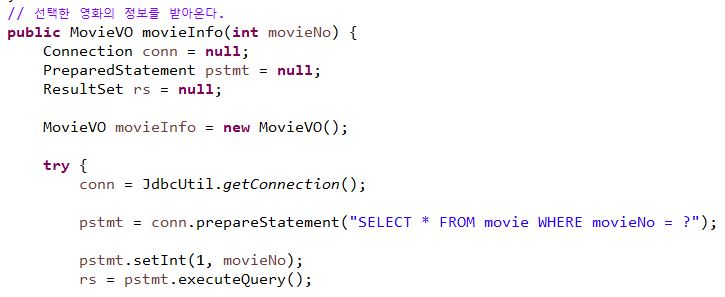 // 선택한 영화의 정보를 받아온다.
public MovieVO movieInfo(int movieNo) {
Connection conn = null;
PreparedStatement pstmt = null;
ResultSet rs = null;
MovieVO movieInfo = new MovieVO();
try {
conn = JdbcUtil.getConnection();
pstmt = conn.prepareStatement("SELECT * FROM movie WHERE movieNo = ?");
pstmt.setInt(1, movieNo);
rs = pstmt.executeQuery();